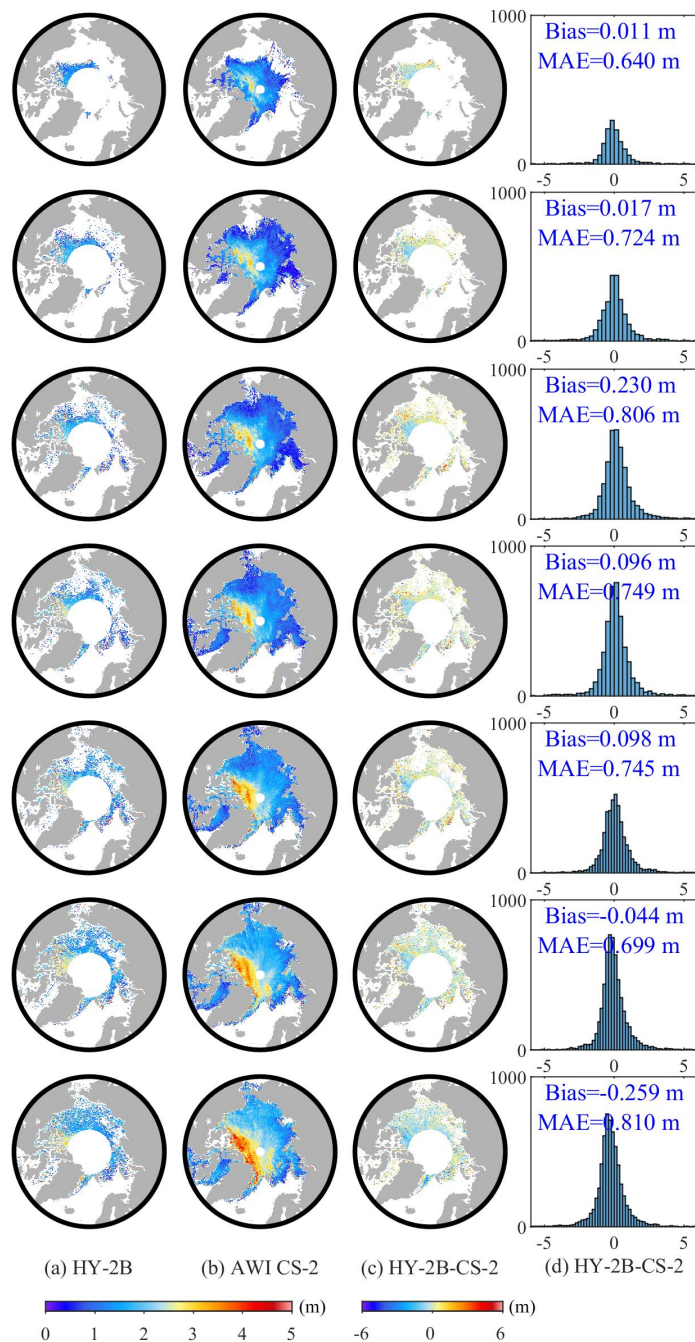 1000
Bias=0.011 m
MAE=0.640 m
0
-5 0 5
1000
Bias=0.017 m
MAE=0.724 m
0
-5 0 5
1000
Bias=0.230 m
MAE=0.806 m
0
-5 0 5
1000
Bias=0.096 m
MAE=0.749 m
0
-5 0 5
1000
Bias=0.098 m
MAE=0.745 m
0
-5 0 5
1000
Bias=-0.044 m
MAE=0.699 m
0
-5 0 5
1000
Bias=-0.259 m
MAE=0.810 m
0
-5 0 5
(a) HY-2B (b) AWI CS-2 (c) HY-2B-CS-2 (d) HY-2B-CS-2
(m) (m)
0 1 2 3 4 5 -6 0 6